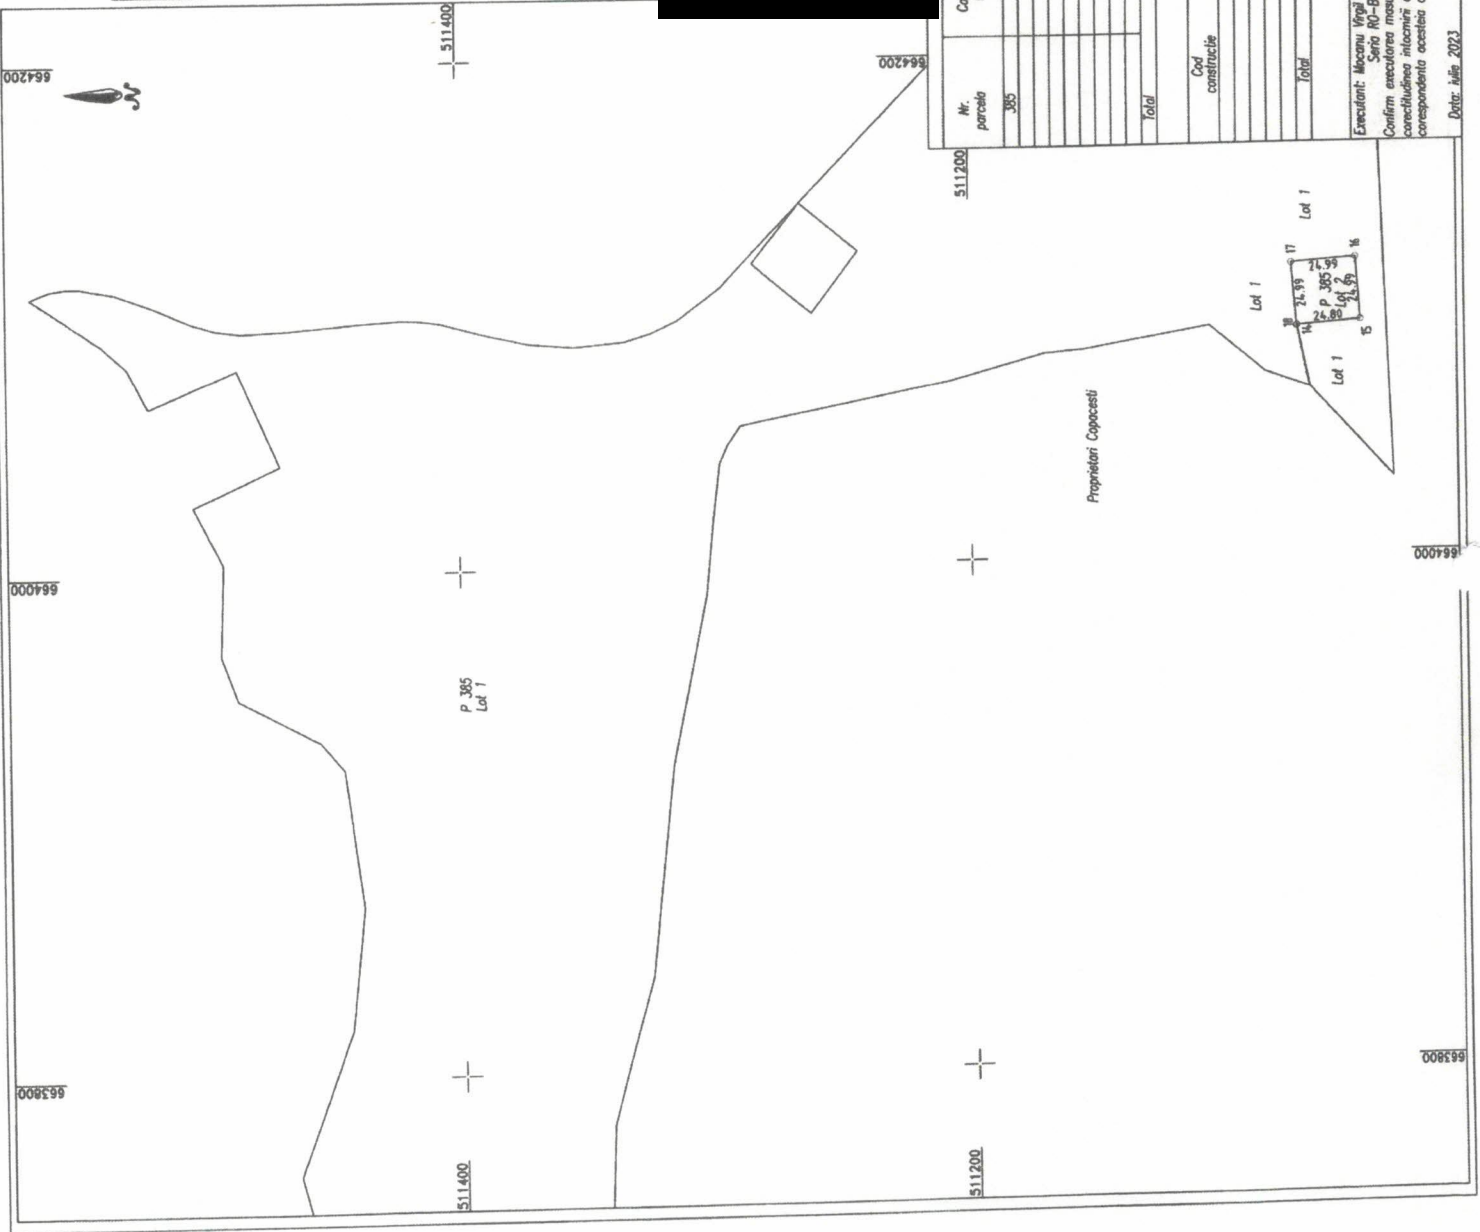 511400
664200
664200
N
Nr.
parcela
385
Total
Cod
constructie
Total
Executant: Mocanu Virgil
Seria RO-B
Confirm executarea
corectitudinea intocmirii
corespondenta acesteia
Data: iulie 2023
511200
Lot 1
Lot 1
17
24.99
16
24.99
P 385
Lot 2
24.99
18
14
24.80
15
Lot 1
Proprietari Copacesti
664000
664000
P 385
Lot 1
663800
663800
511400
511200